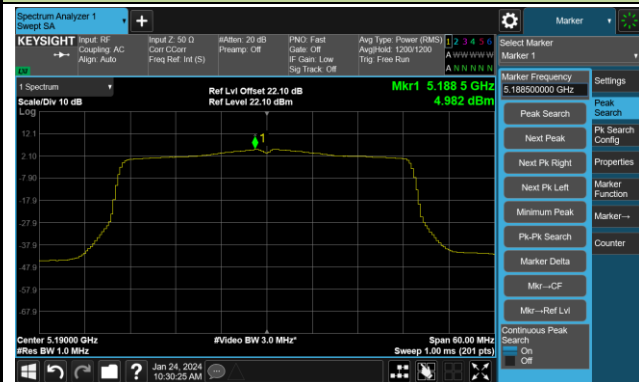 Spectrum Analyzer 1
Swept SA
Marker
KEYSIGHT
Input: RF
Coupling: AC
Align: Auto
Input Z: 50 Ω
Corr CCorr
Freq Ref: Int (S)
#Atten: 20 dB
Preamp: Off
PNO: Fast
Gate: Off
IF Gain: Low
Sig Track: Off
Avg Type: Power (RMS)
Avg|Hold: 1200/1200
Trig: Free Run
1 2 3 4 5 6
A W W W W W
A N N N N N
Select Marker
Marker 1
LXI
1 Spectrum
Scale/Div 10 dB
Ref Lvl Offset 22.10 dB
Ref Level 22.10 dBm
Mkr1 5.188 5 GHz
4.982 dBm
Log
12.1
2.10
-7.90
-17.9
-27.9
-37.9
-47.9
-57.9
-67.9
1
Center 5.19000 GHz
#Res BW 1.0 MHz
#Video BW 3.0 MHz*
Span 60.00 MHz
Sweep 1.00 ms (201 pts)
Marker Frequency
5.188500000 GHz
Peak Search
Next Peak
Next Pk Right
Next Pk Left
Minimum Peak
Pk-Pk Search
Marker Delta
Mkr→CF
Mkr→Ref Lvl
Continuous Peak
Search
On
Off
Settings
Peak
Search
Pk Search
Config
Properties
Marker
Function
Marker→
Counter
Jan 24, 2024
10:30:25 AM